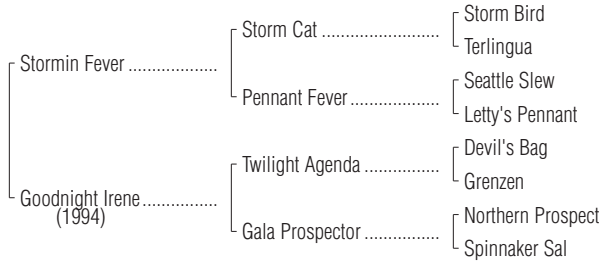 Storm Bird
Storm Cat ........................
Terlingua
Stormin Fever ..................
Seattle Slew
Pennant Fever ..................
Letty's Pennant
Devil's Bag
Twilight Agenda ...............
Grenzen
Goodnight Irene ...............
(1994)
Northern Prospect
Gala Prospector ...............
Spinnaker Sal